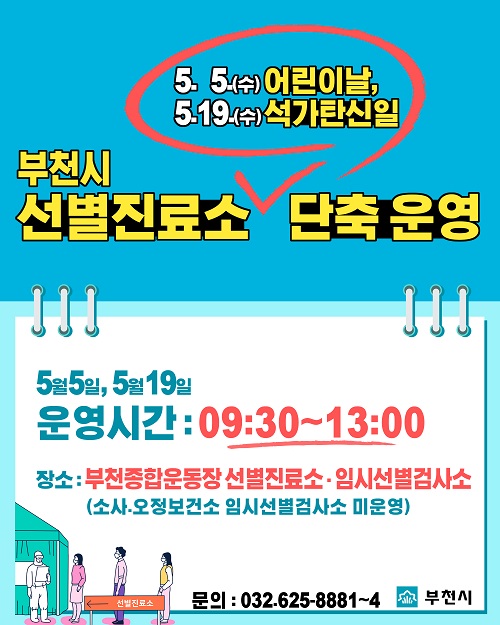 5. 5.(수) 어린이날,
5.19.(수) 석가탄신일
부천시
선별진료소 단축 운영
5월5일, 5월19일
운영시간 : 09:30~13:00
장소 : 부천종합운동장 선별진료소·임시선별검사소
(소사·오정보건소 임시선별검사소 미운영)
선별진료소
문의 : 032.625-8881~4 부천시